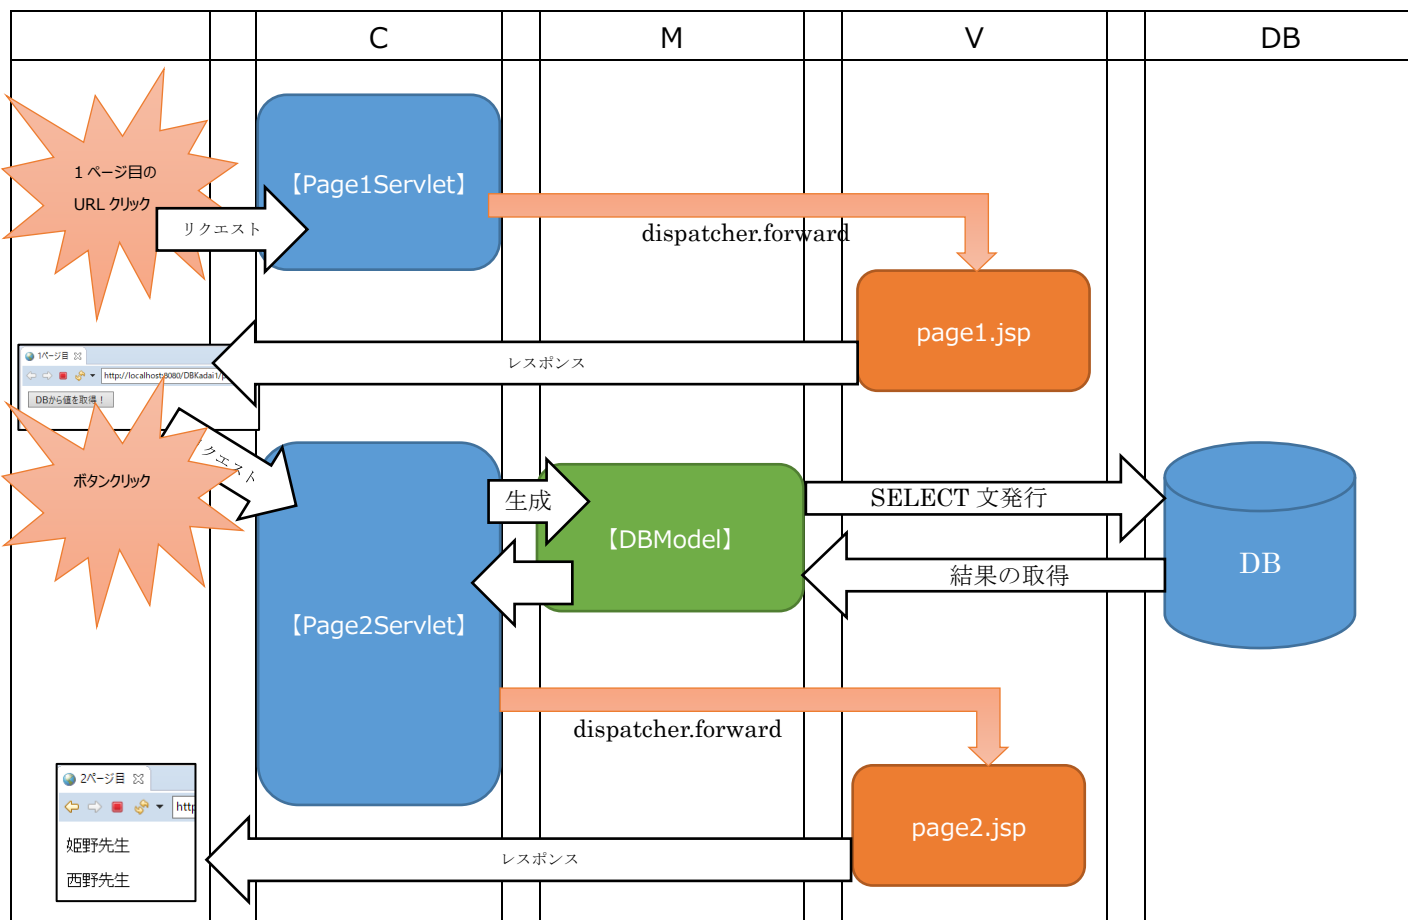 C
M
V
DB
1 ページ目の
URL クリック
リクエスト
【Page1Servlet】
dispatcher.forward
page1.jsp
レスポンス
1ページ目
http://localhost:8080/DBKadai1/
DBから値を取得！
ボタンクリック
クエスト
【Page2Servlet】
生成
【DBModel】
SELECT 文発行
結果の取得
DB
dispatcher.forward
page2.jsp
レスポンス
2ページ目
http
姫野先生
西野先生